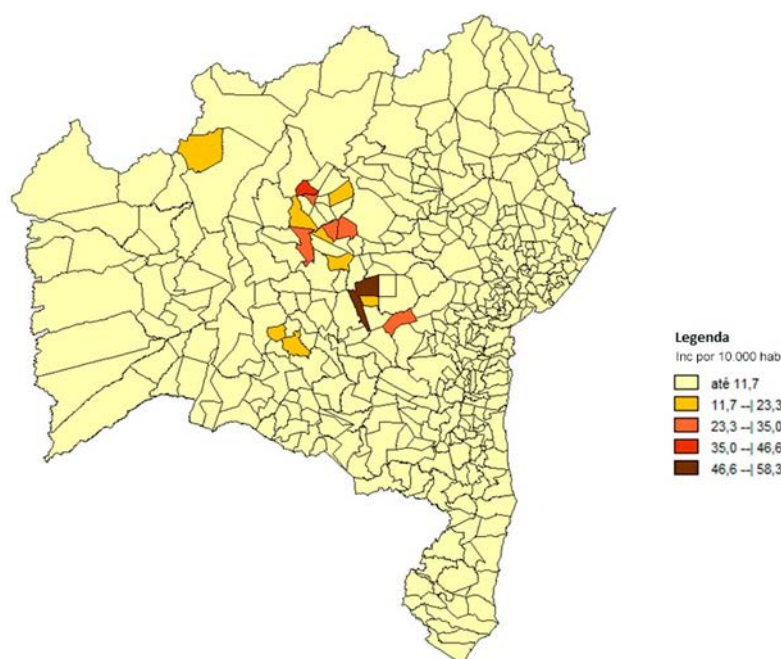 Legenda
Inc por 10.000 hab
até 11,7
11,7 --| 23,3
23,3 --| 35,0
35,0 --| 46,6
46,6 --| 58,3